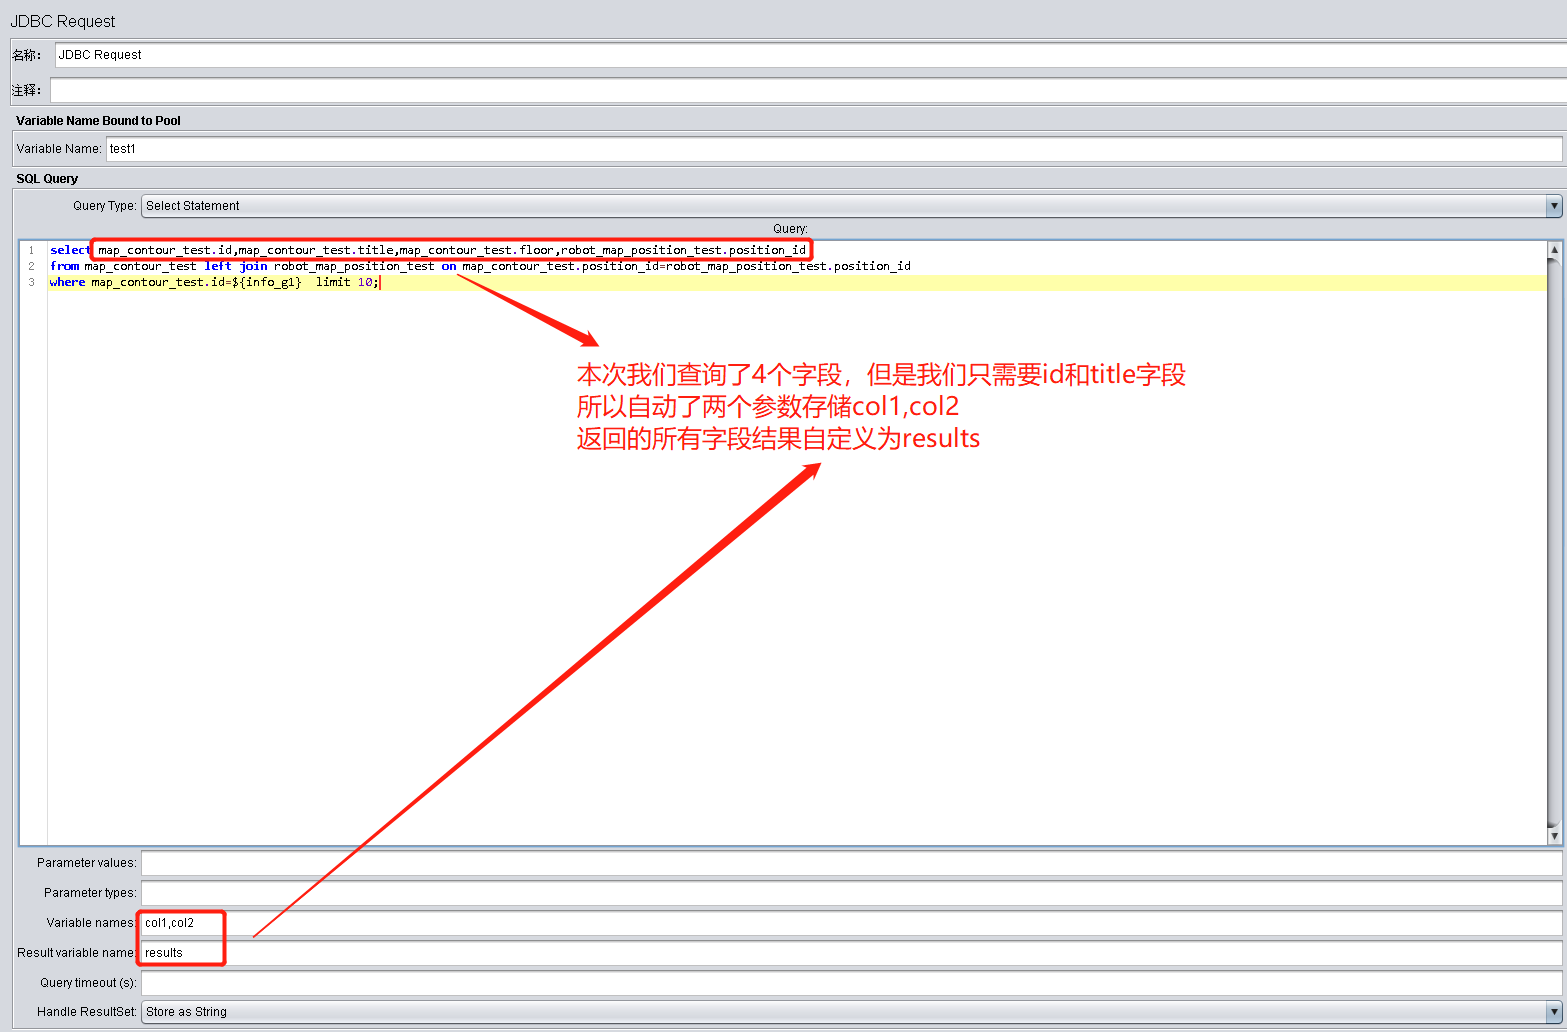 JDBC Request
名称： JDBC Request
注释：
Variable Name Bound to Pool
Variable Name: test1
SQL Query
Query Type: Select Statement
Query:
1 select map_contour_test.id,map_contour_test.title,map_contour_test.floor,robot_map_position_test.position_id
2 from map_contour_test left join robot_map_position_test on map_contour_test.position_id=robot_map_position_test.position_id
3 where map_contour_test.id=${info_g1}  limit 10;
本次我们查询了4个字段，但是我们只需要id和title字段
所以自动了两个参数存储col1,col2
返回的所有字段结果自定义为results
Parameter values:
Parameter types:
Variable names: col1,col2
Result variable name: results
Query timeout (s):
Handle ResultSet: Store as String